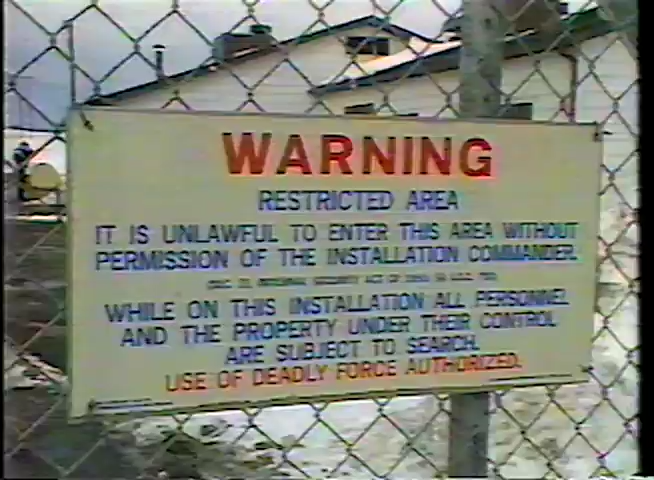 WARNING
RESTRICTED AREA
IT IS UNLAWFUL TO ENTER THIS AREA WITHOUT
PERMISSION OF THE INSTALLATION COMMANDER.
WHILE ON THIS INSTALLATION ALL PERSONNEL
AND THE PROPERTY UNDER THEIR CONTROL
ARE SUBJECT TO SEARCH.
USE OF DEADLY FORCE AUTHORIZED.